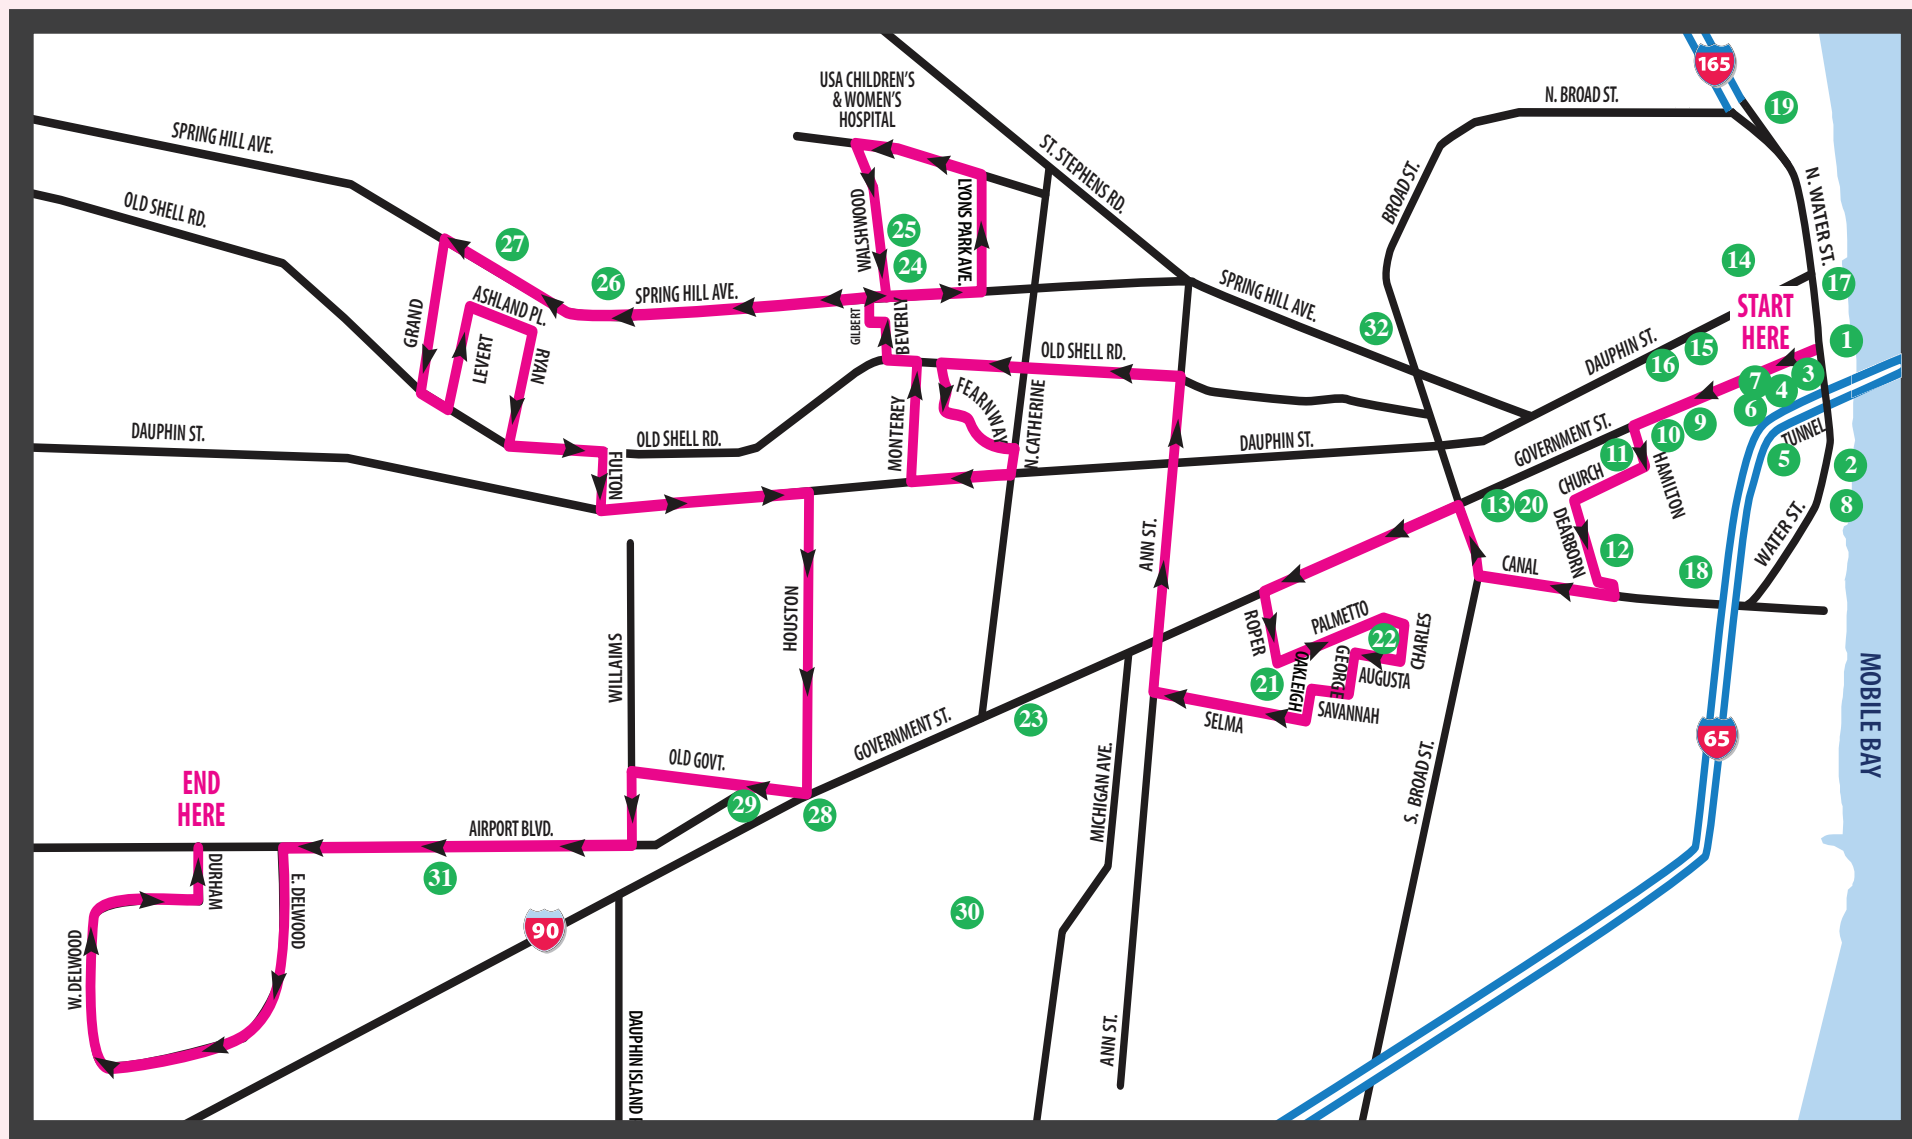 165
19
N. BROAD ST.
USA CHILDREN'S
& WOMEN'S
HOSPITAL
SPRING HILL AVE.
ST. STEPHENS RD.
BROAD ST.
N. WATER ST.
OLD SHELL RD.
LYONS PARK AVE.
WALSHWOOD
25
24
27
26
14
17
SPRING HILL AVE.
SPRING HILL AVE.
START
HERE
ASHLAND PL.
GRAND
LEVERT
RYAN
GILBERT
BEVERLY
32
1
OLD SHELL RD.
DAUPHIN ST.
15
16
3
7
4
6
FEARNWAY
N.CATHERINE
MONTEREY
9
10
11
GOVERNMENT ST.
TUNNEL
5
2
DAUPHIN ST.
OLD SHELL RD.
DAUPHIN ST.
FULTON
CHURCH
HAMILTON
13
20
8
DEARBORN
12
WATER ST.
18
CANAL
ANN ST.
HOUSTON
WILLIAMS
ROPER
PALMETTO
22
CHARLES
OAKLEIGH
GEORGE
AUGUSTA
21
SAVANNAH
SELMA
23
GOVERNMENT ST.
MOBILE BAY
65
MICHIGAN AVE.
S. BROAD ST.
OLD GOVT.
29
28
END
HERE
AIRPORT BLVD.
31
DURHAM
E. DELWOOD
W. DELWOOD
90
30
DAUPHIN ISLAND
ANN ST.